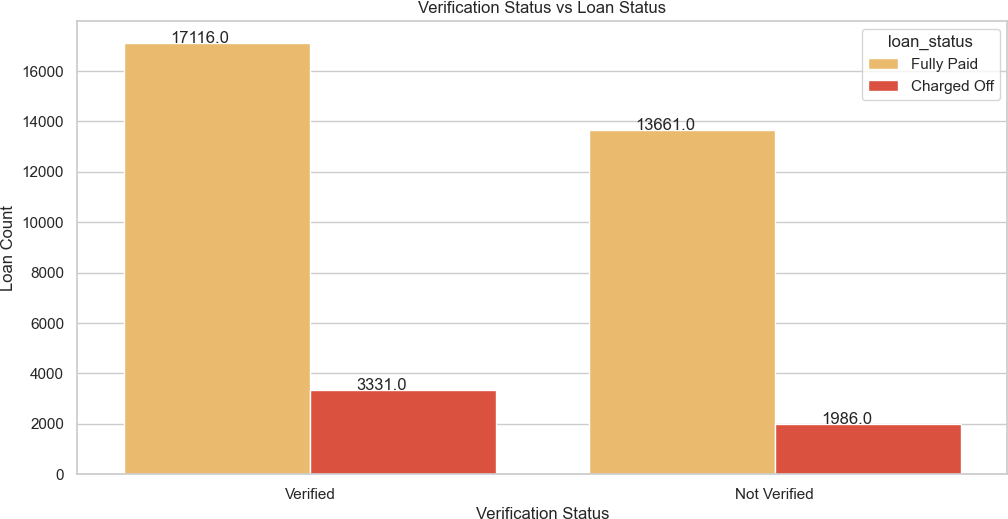 Verification Status vs Loan Status
17116.0
13661.0
3331.0
1986.0
loan_status
Fully Paid
Charged Off
16000
14000
12000
10000
8000
6000
4000
2000
0
Loan Count
Verified
Not Verified
Verification Status